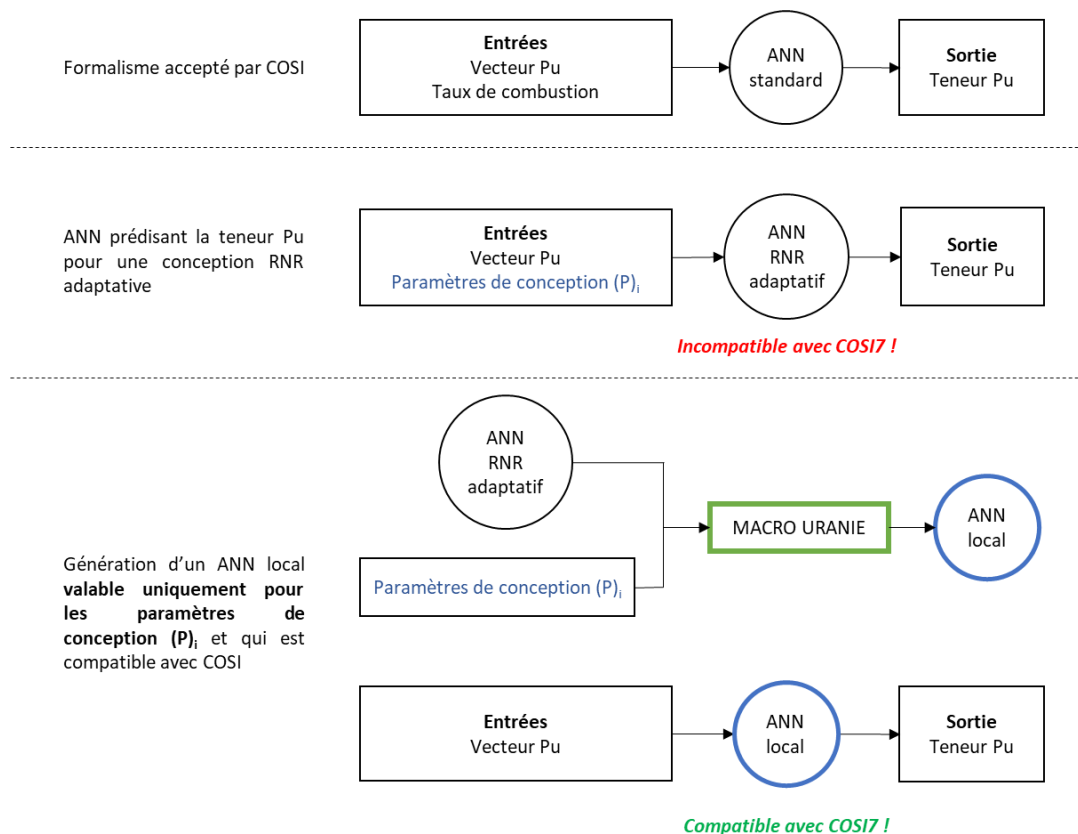 Formalisme accepté par COSI
Entrées
Vecteur Pu
Taux de combustion
ANN
standard
Sortie
Teneur Pu
ANN prédisant la teneur Pu
pour une conception RNR
adaptative
Entrées
Vecteur Pu
Paramètres de conception (P)i
ANN
RNR
adaptatif
Sortie
Teneur Pu
Incompatible avec COSI7 !
Génération d'un ANN local
valable uniquement pour
les paramètres de
conception (P)i et qui est
compatible avec COSI
ANN
RNR
adaptatif
Paramètres de conception (P)i
MACRO URANIE
ANN
local
Entrées
Vecteur Pu
ANN
local
Sortie
Teneur Pu
Compatible avec COSI7 !